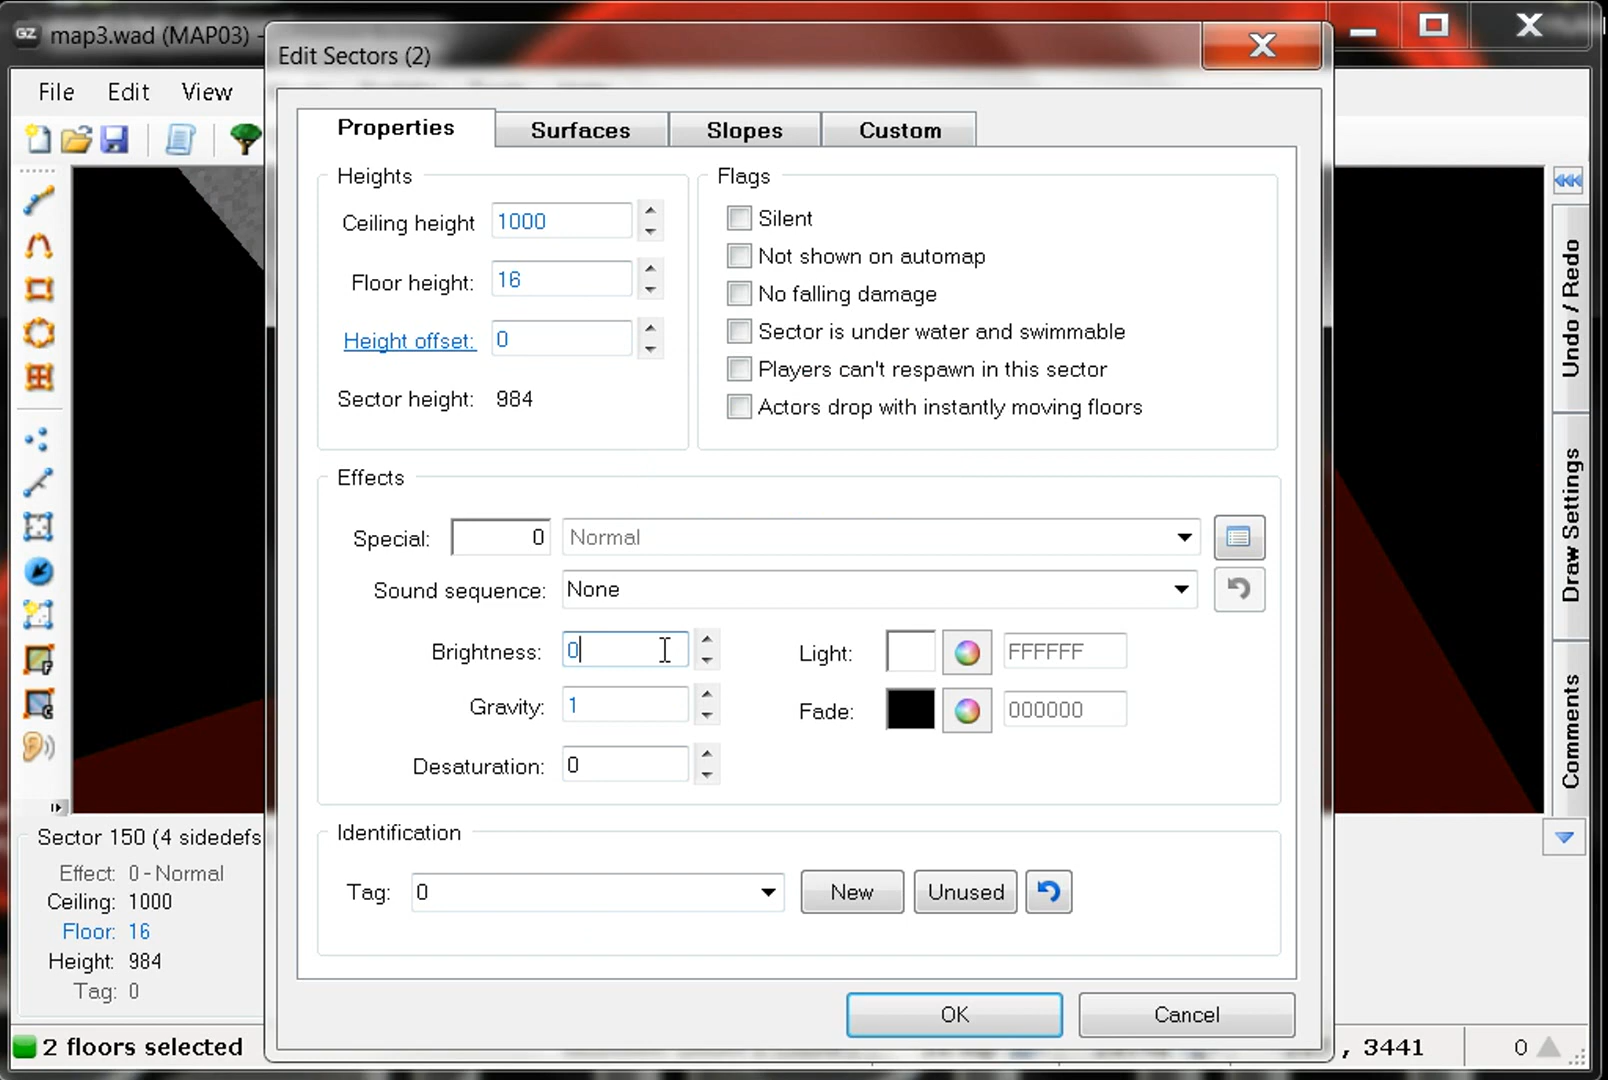 GZ map3.wad (MAP03) -
Edit Sectors (2)
File Edit View
Properties Surfaces Slopes Custom
Heights
Ceiling height 1000
Floor height: 16
Height offset: 0
Sector height: 984
Flags
Silent
Not shown on automap
No falling damage
Sector is under water and swimmable
Players can't respawn in this sector
Actors drop with instantly moving floors
Effects
Special: 0 Normal
Sound sequence: None
Brightness: 0
Gravity: 1
Desaturation: 0
Light: FFFFFF
Fade: 000000
Identification
Tag: 0 New Unused
OK Cancel
Undo / Redo
Draw Settings
Comments
Sector 150 (4 sidedefs
Effect: 0 - Normal
Ceiling: 1000
Floor: 16
Height: 984
Tag: 0
2 floors selected
, 3441 0